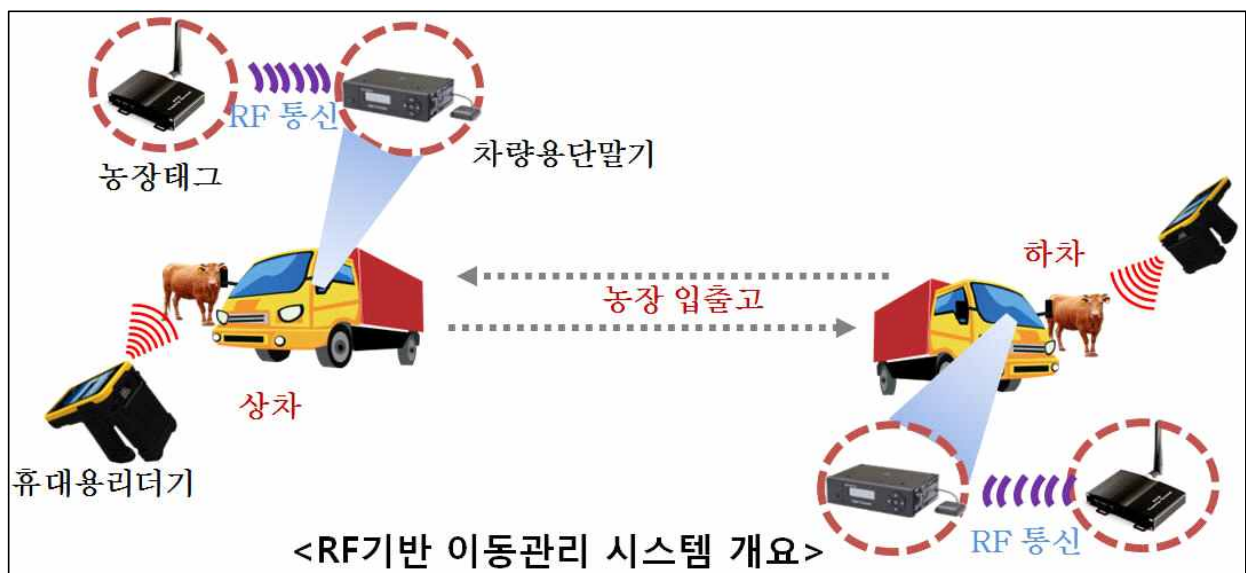 RF 통신
농장태그
차량용단말기
하차
농장 입출고
상차
휴대용리더기
RF 통신
<RF기반 이동관리 시스템 개요>